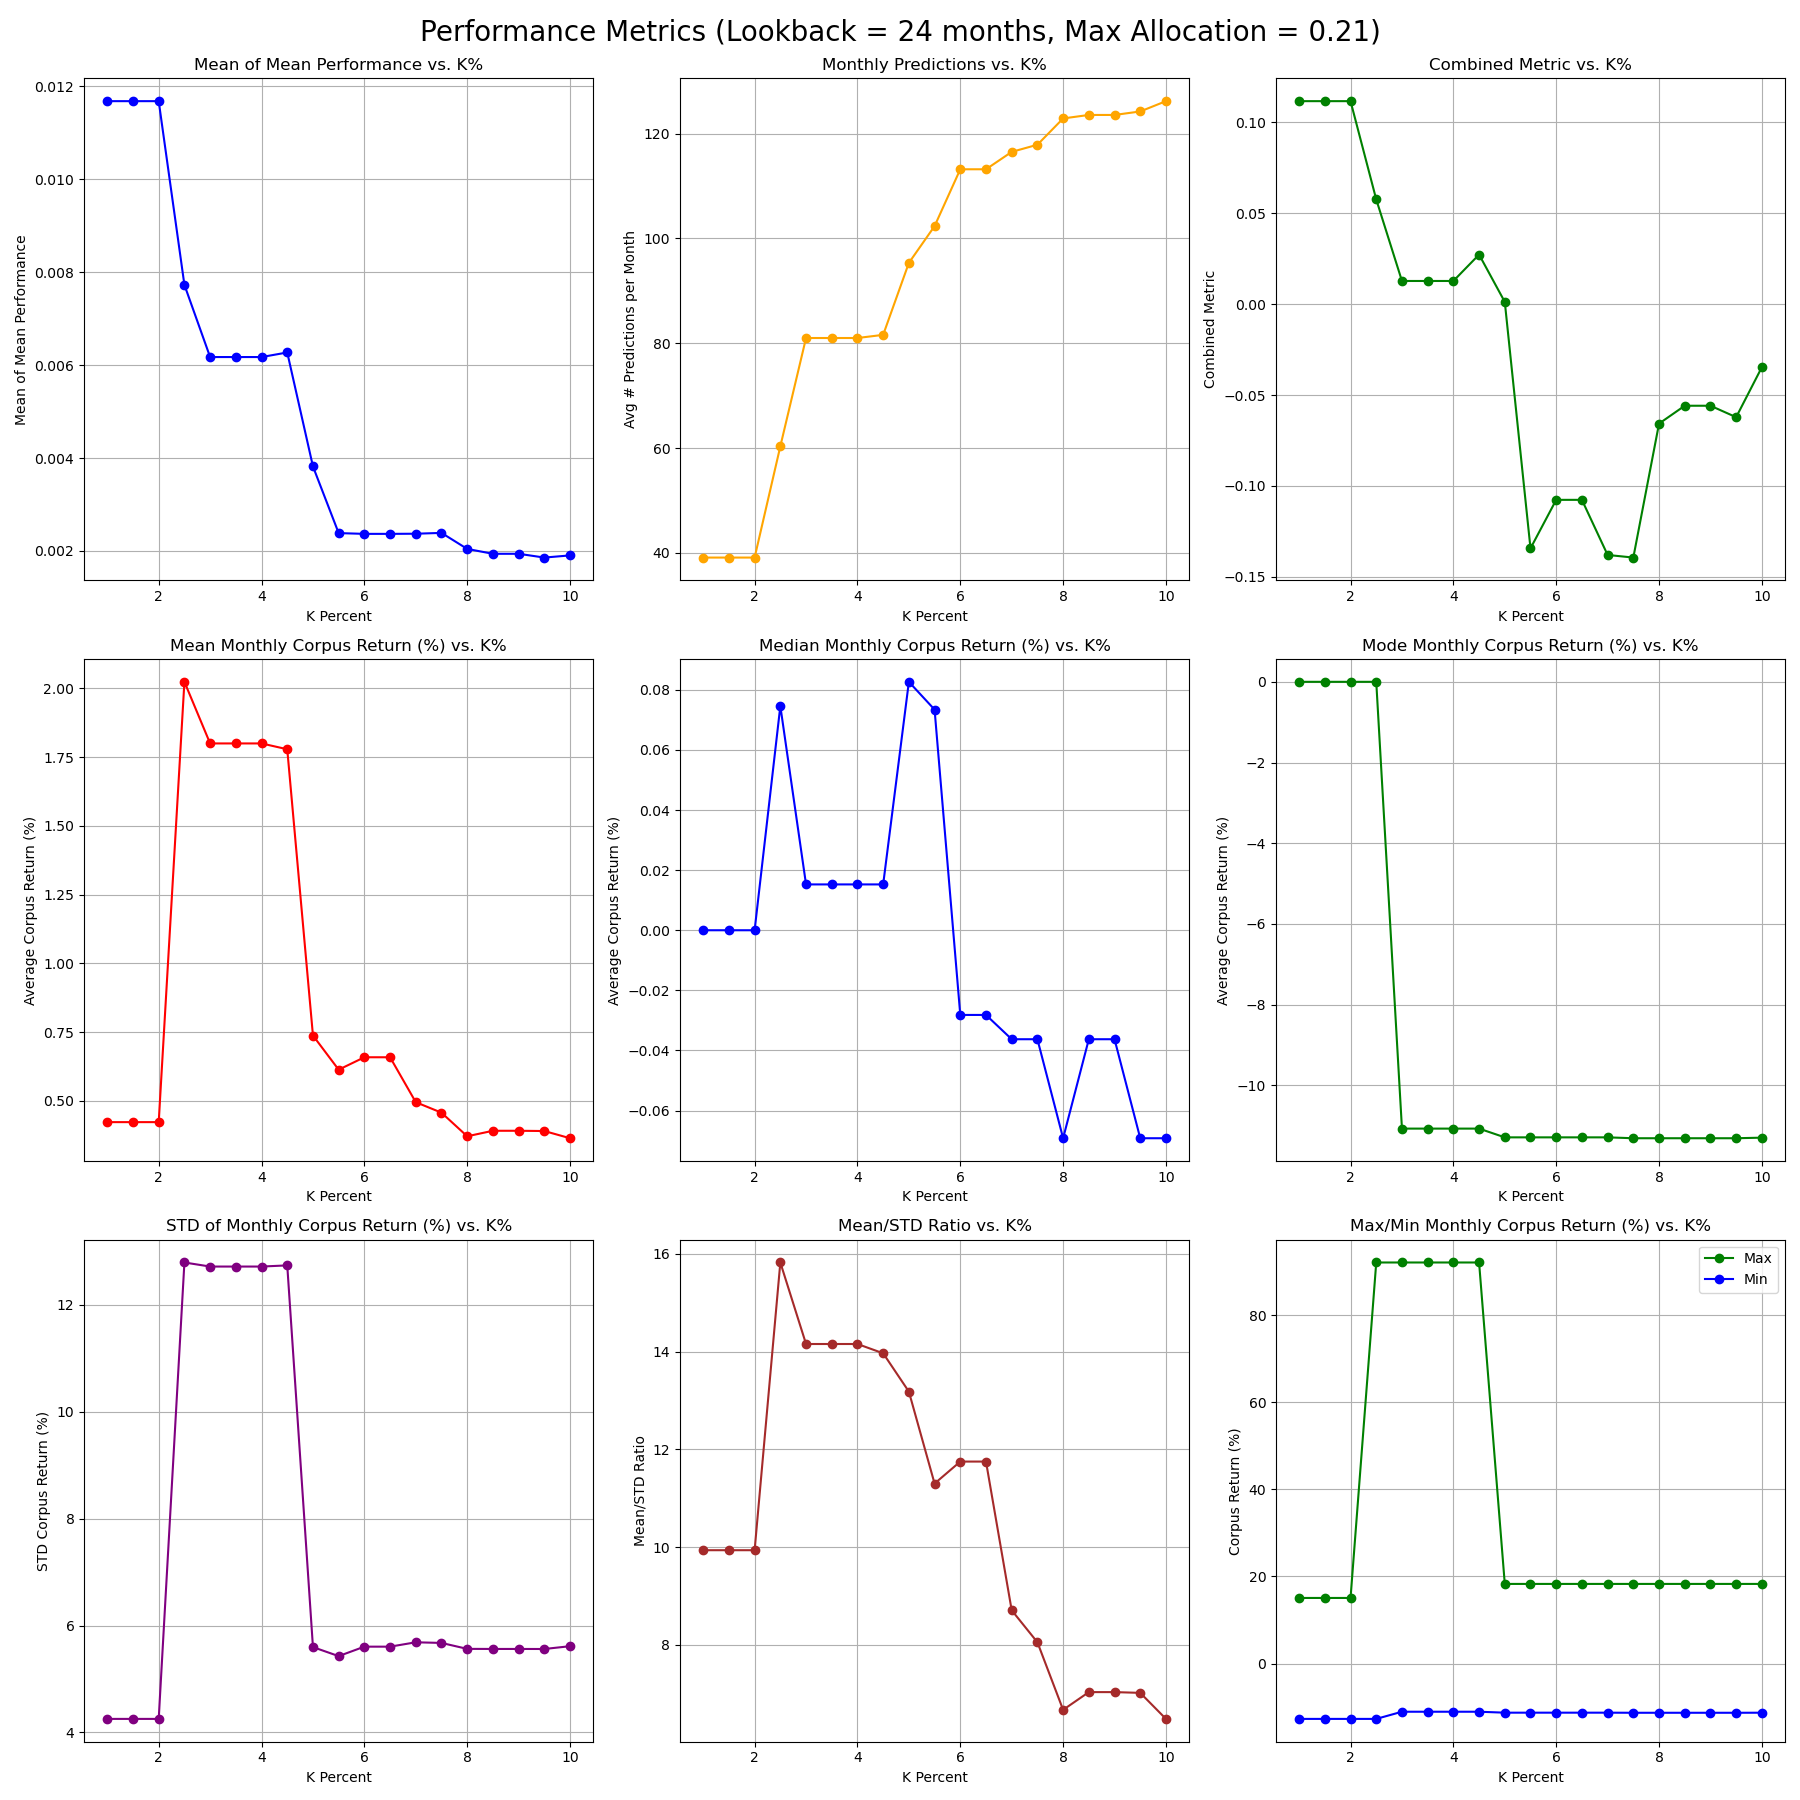 Performance Metrics (Lookback = 24 months, Max Allocation = 0.21)
Mean of Mean Performance vs. K%
Mean of Mean Performance
0.012
0.010
0.008
0.006
0.004
0.002
2 4 6 8 10
K Percent
Monthly Predictions vs. K%
Avg # Predictions per Month
120
100
80
60
40
2 4 6 8 10
K Percent
Combined Metric vs. K%
Combined Metric
0.10
0.05
0.00
−0.05
−0.10
−0.15
2 4 6 8 10
K Percent
Mean Monthly Corpus Return (%) vs. K%
Average Corpus Return (%)
2.00
1.75
1.50
1.25
1.00
0.75
0.50
2 4 6 8 10
K Percent
Median Monthly Corpus Return (%) vs. K%
Average Corpus Return (%)
0.08
0.06
0.04
0.02
0.00
−0.02
−0.04
−0.06
2 4 6 8 10
K Percent
Mode Monthly Corpus Return (%) vs. K%
Average Corpus Return (%)
0
−2
−4
−6
−8
−10
2 4 6 8 10
K Percent
STD of Monthly Corpus Return (%) vs. K%
STD Corpus Return (%)
12
10
8
6
4
2 4 6 8 10
K Percent
Mean/STD Ratio vs. K%
Mean/STD Ratio
16
14
12
10
8
2 4 6 8 10
K Percent
Max/Min Monthly Corpus Return (%) vs. K%
Corpus Return (%)
Max
Min
80
60
40
20
0
2 4 6 8 10
K Percent